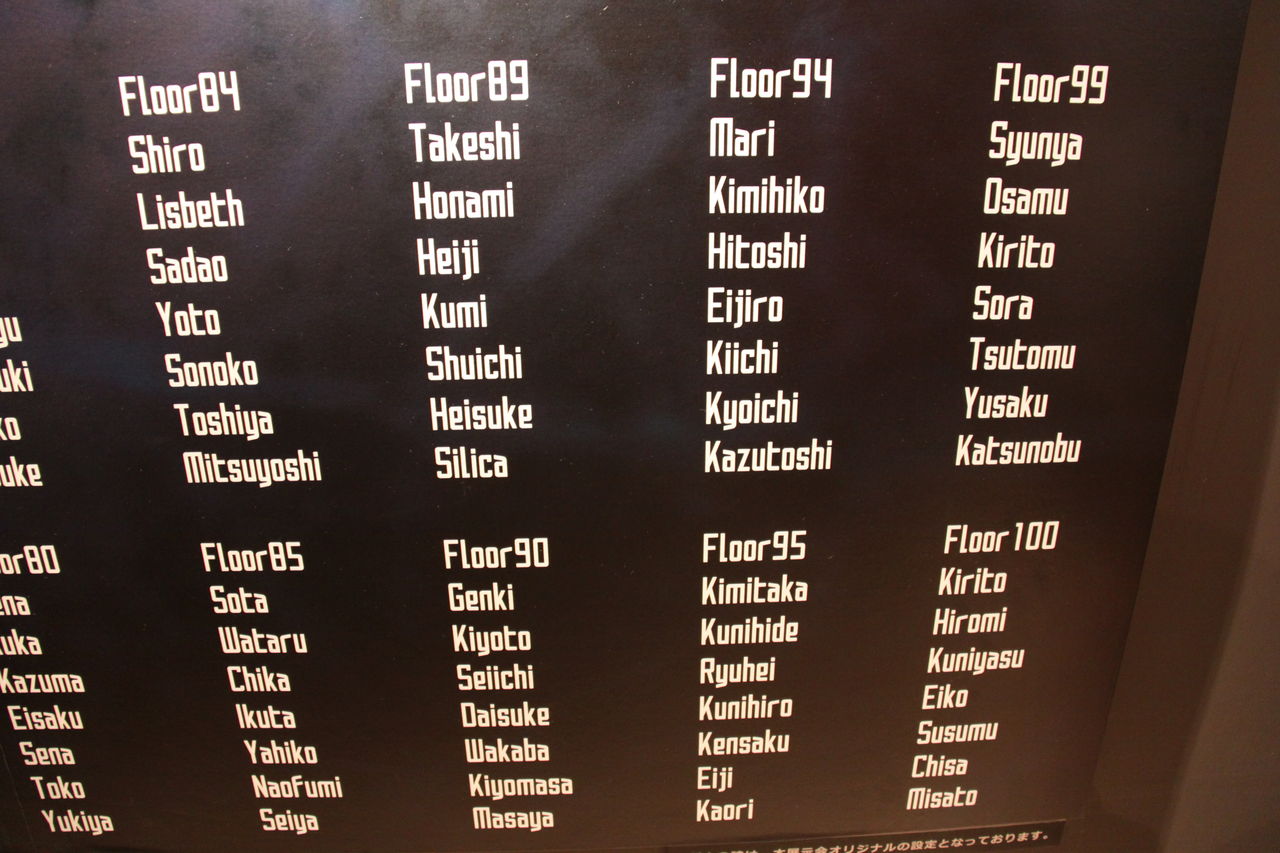 Floor84
Shiro
Lisbeth
Sadao
Yoto
Sonoko
Toshiya
Mitsuyoshi
Floor89
Takeshi
Honami
Heiji
Kumi
Shuichi
Heisuke
Silica
Floor94
Mari
Kimihiko
Hitoshi
Eijiro
Kiichi
Kyoichi
Kazutoshi
Floor99
Syunya
Osamu
Kirito
Sora
Tsutomu
Yusaku
Katsunobu
Kazuma
Eisaku
Sena
Toko
Yukiya
Floor85
Sota
Wataru
Chika
Ikuta
Yahiko
Naofumi
Seiya
Floor90
Genki
Kiyoto
Seiichi
Daisuke
Wakaba
Kiyomasa
Masaya
Floor95
Kimitaka
Kunihide
Ryuhei
Kunihiro
Kensaku
Eiji
Kaori
Floor100
Kirito
Hiromi
Kuniyasu
Eiko
Susumu
Chisa
Misato
本展示会オリジナルの設定となっております。